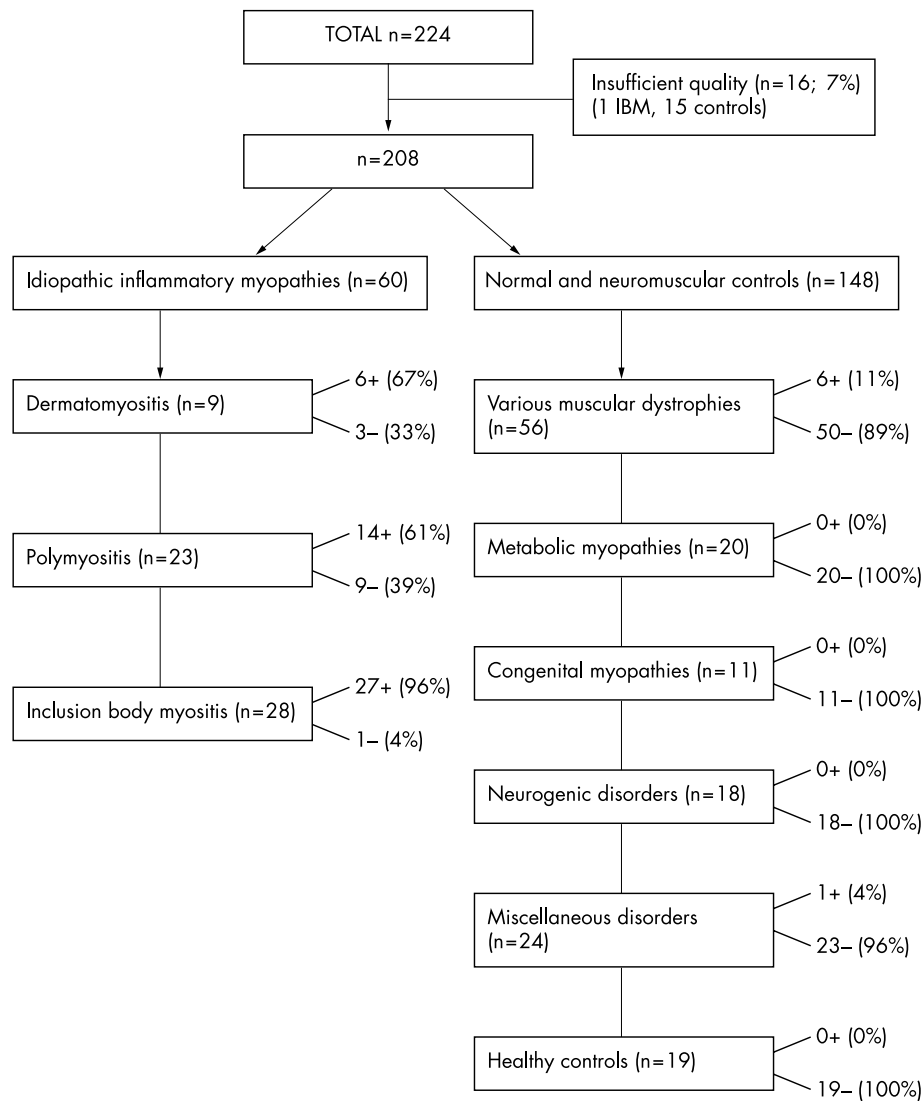 TOTAL n=224
Insufficient quality (n=16; 7%)
(1 IBM, 15 controls)
n=208
Idiopathic inflammatory myopathies (n=60)
Dermatomyositis (n=9)
6+ (67%)
3– (33%)
Polymyositis (n=23)
14+ (61%)
9– (39%)
Inclusion body myositis (n=28)
27+ (96%)
1– (4%)
Normal and neuromuscular controls (n=148)
Various muscular dystrophies
(n=56)
6+ (11%)
50– (89%)
Metabolic myopathies (n=20)
0+ (0%)
20– (100%)
Congenital myopathies (n=11)
0+ (0%)
11– (100%)
Neurogenic disorders (n=18)
0+ (0%)
18– (100%)
Miscellaneous disorders
(n=24)
1+ (4%)
23– (96%)
Healthy controls (n=19)
0+ (0%)
19– (100%)